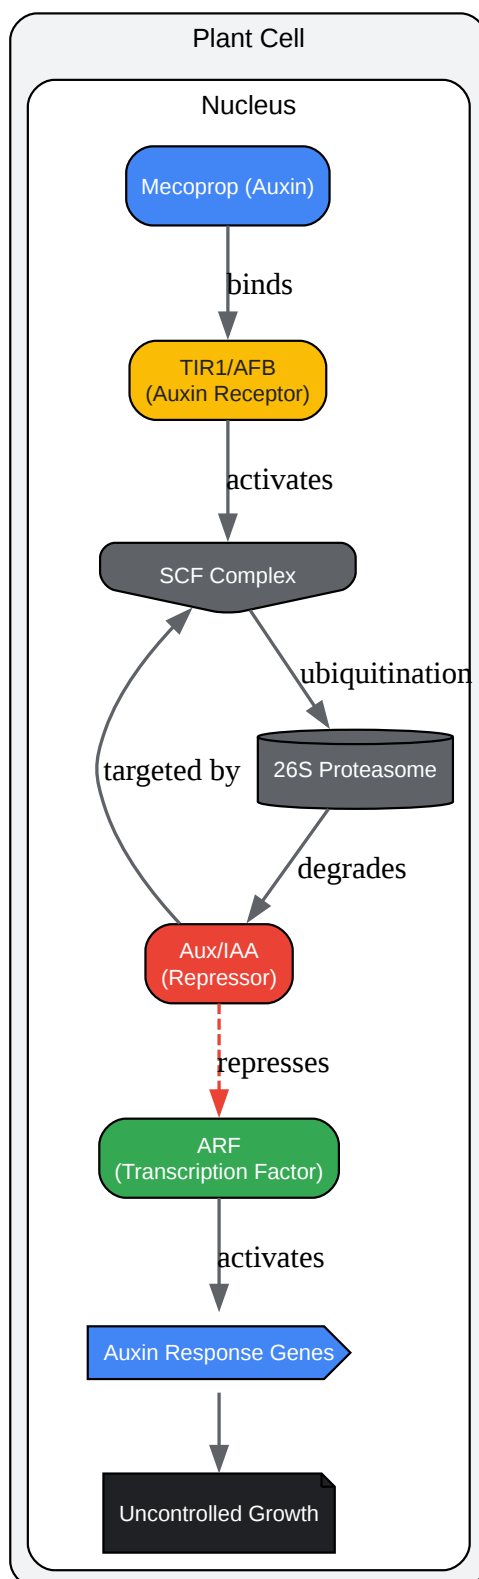 Plant Cell
Nucleus
Mecoprop (Auxin)
binds
TIR1/AFB
(Auxin Receptor)
activates
SCF Complex
ubiquitination
26S Proteasome
targeted by
degrades
Aux/IAA
(Repressor)
represses
ARF
(Transcription Factor)
activates
Auxin Response Genes
Uncontrolled Growth